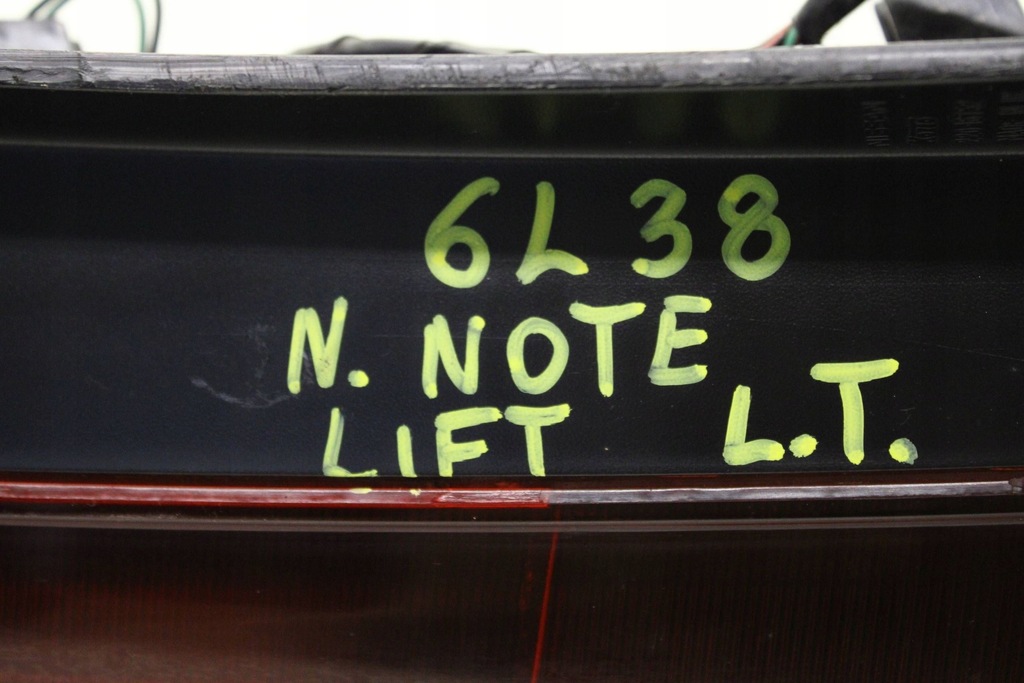 6L38
N. NOTE
LIFT L.T.